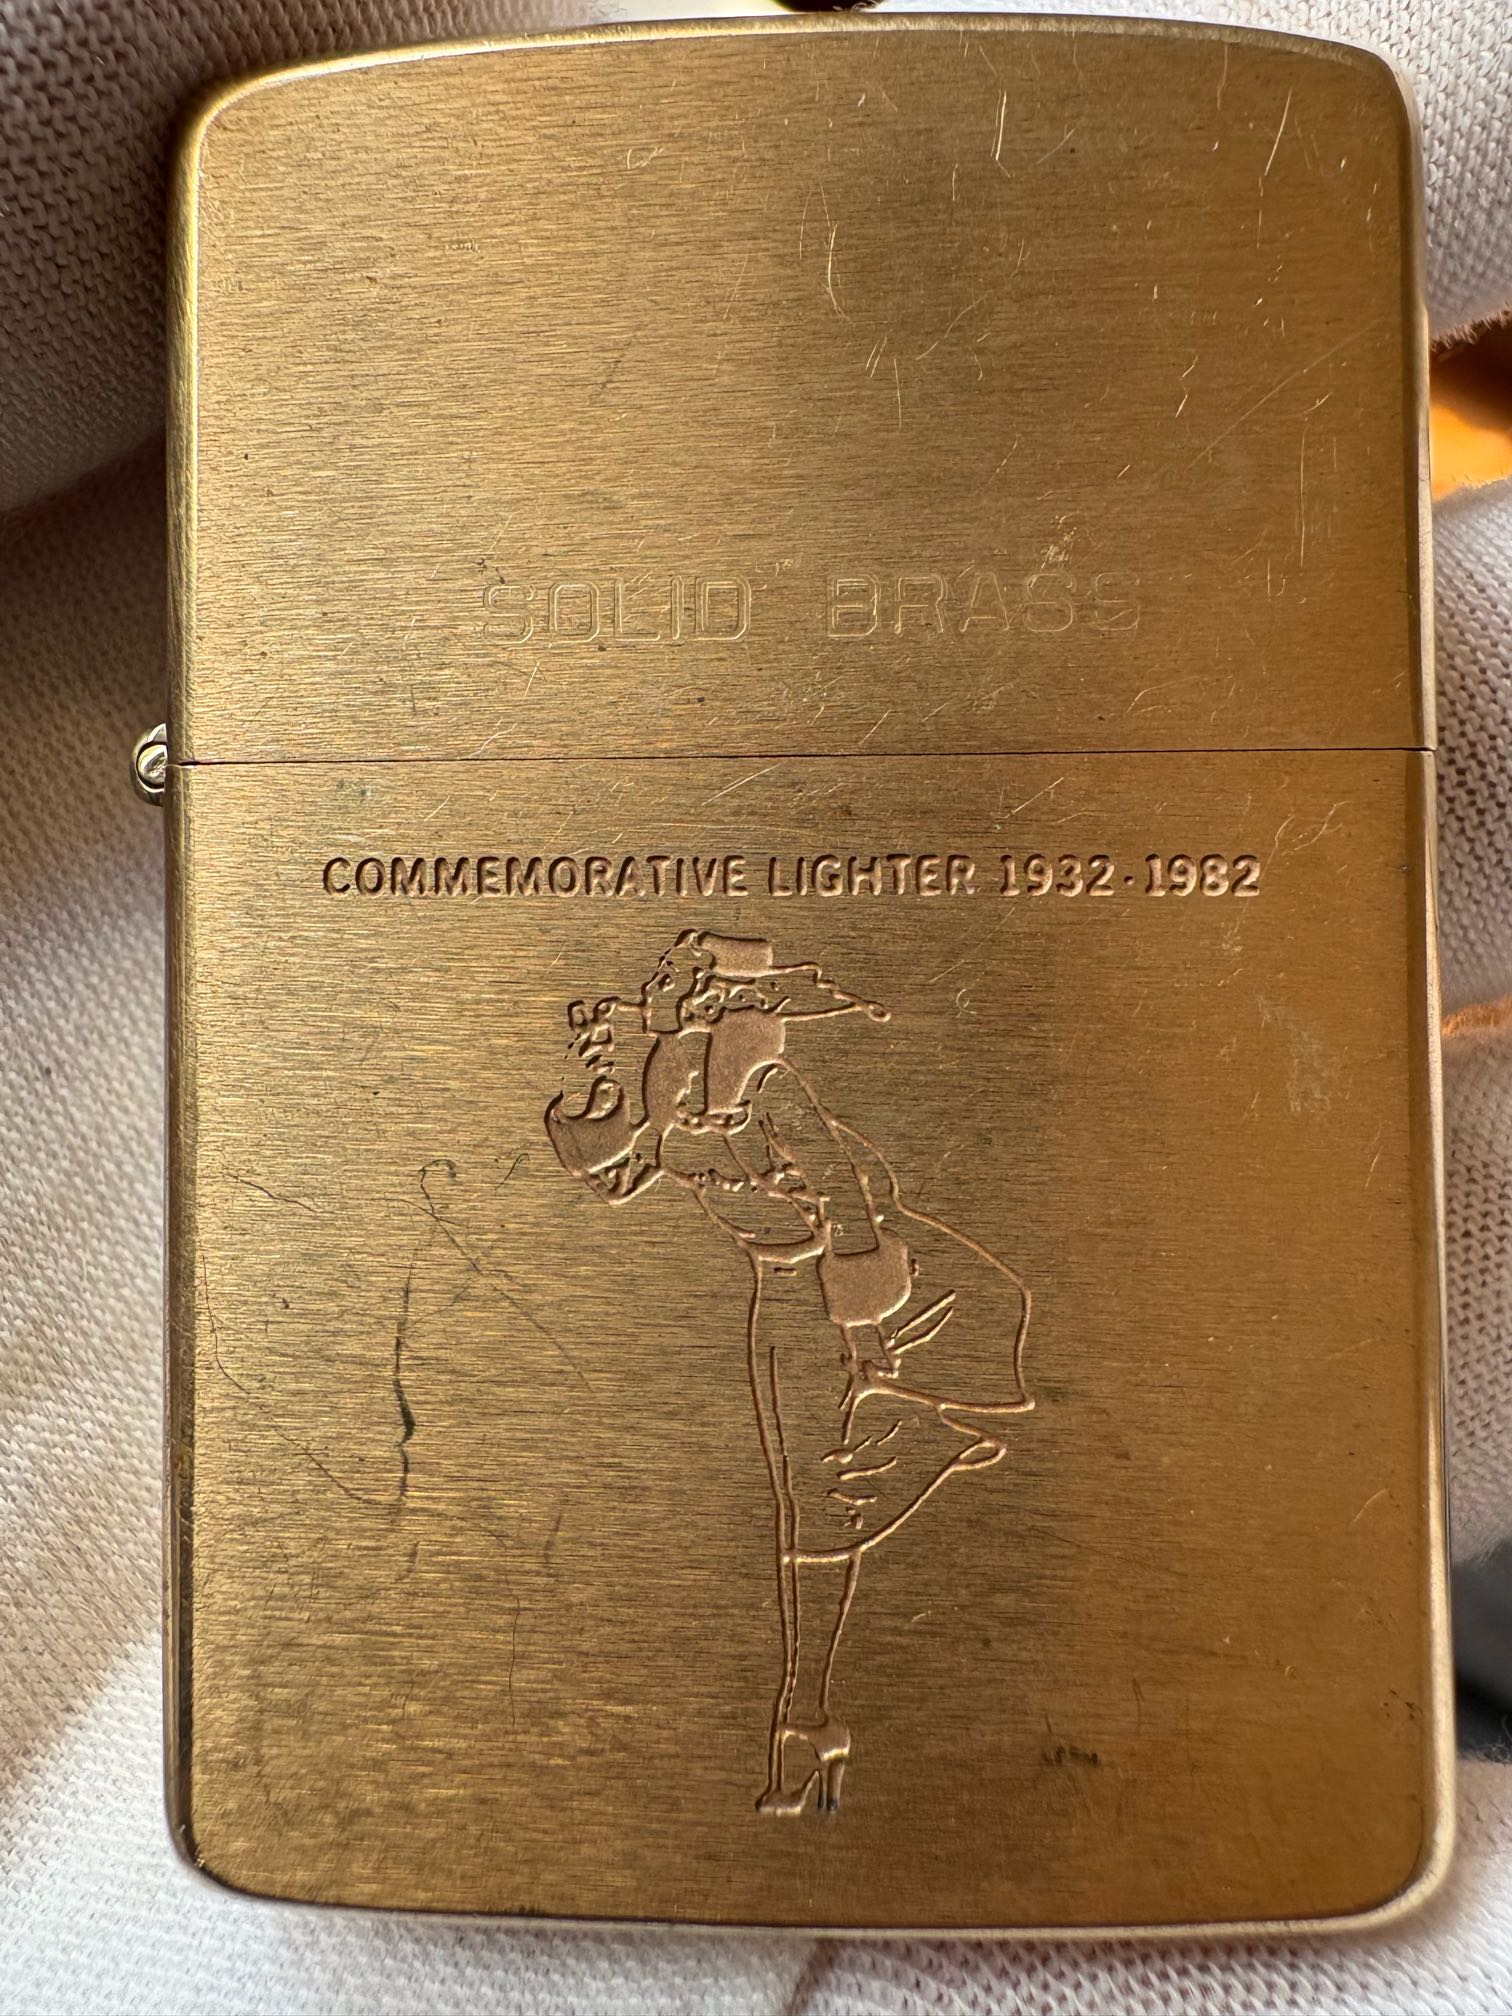 SOLID BRASS
COMMEMORATIVE LIGHTER 1932·1982